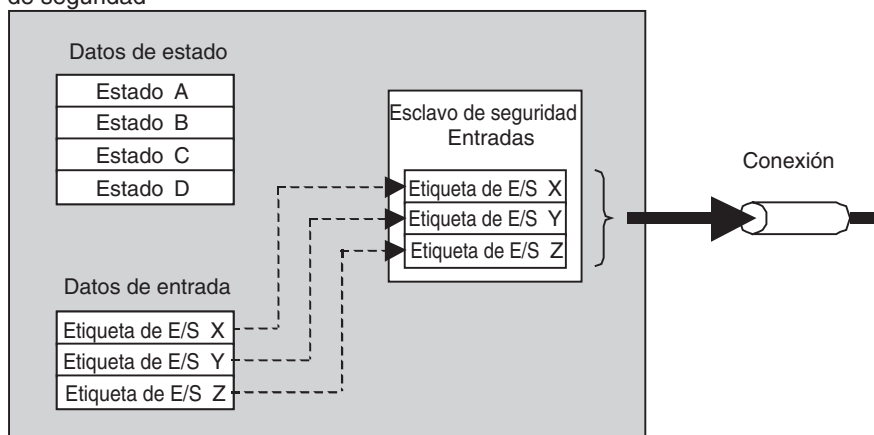 de seguridad
Datos de estado
Estado A
Estado B
Estado C
Estado D
Esclavo de seguridad
Entradas
Etiqueta de E/S X
Etiqueta de E/S Y
Etiqueta de E/S Z
Conexión
Datos de entrada
Etiqueta de E/S X
Etiqueta de E/S Y
Etiqueta de E/S Z